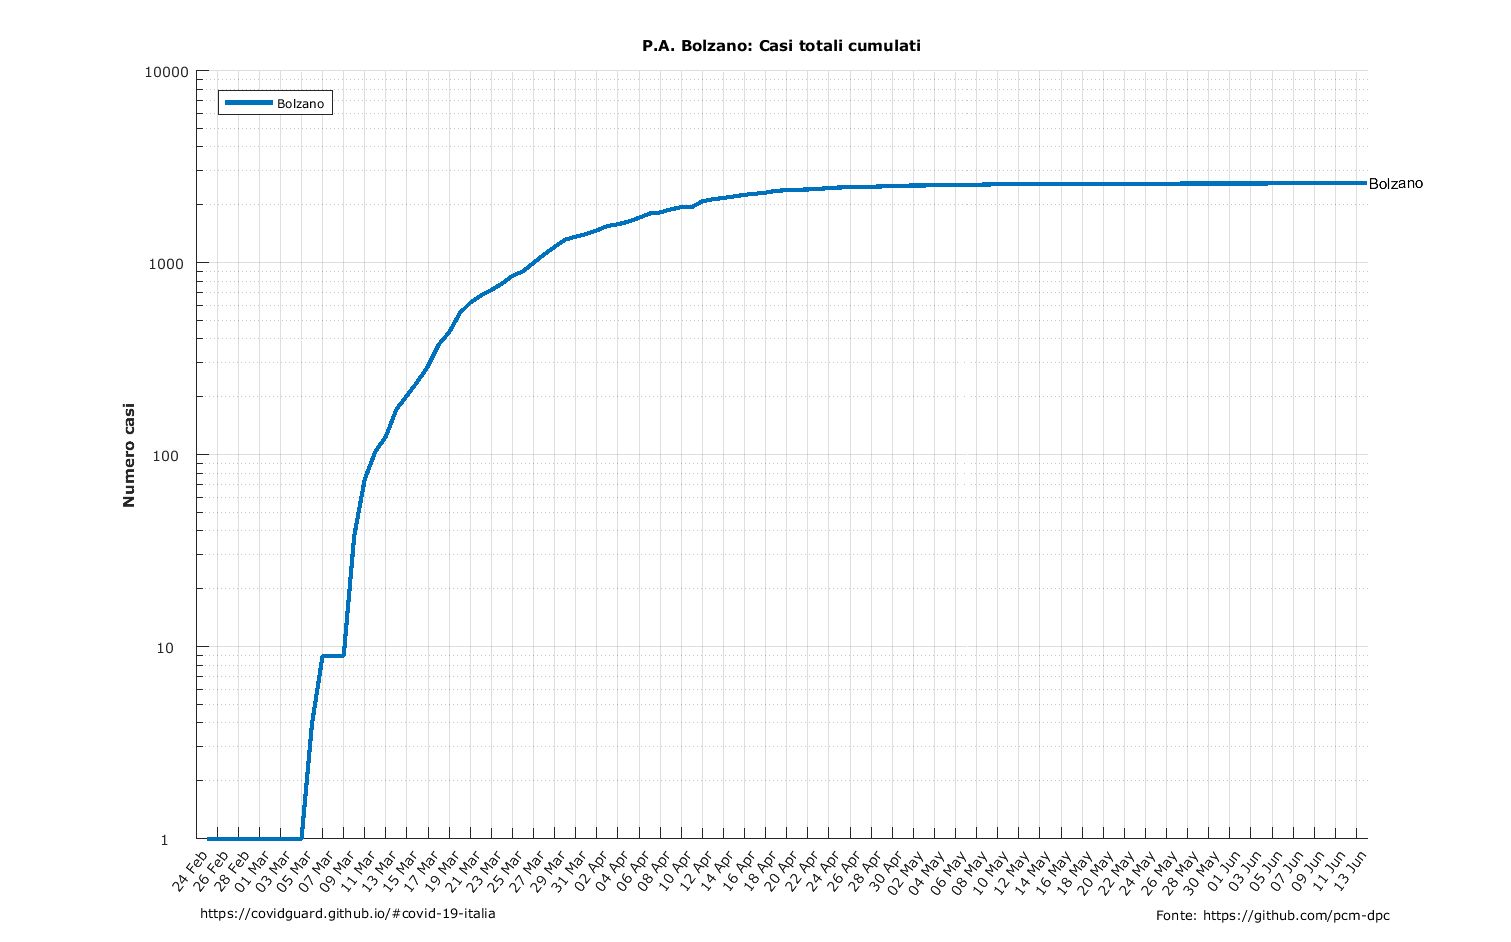 P.A. Bolzano: Casi totali cumulati
10000
Bolzano
Bolzano
1000
Numero casi
100
10
1
24 Feb
26 Feb
28 Feb
01 Mar
03 Mar
05 Mar
07 Mar
09 Mar
11 Mar
13 Mar
15 Mar
17 Mar
19 Mar
21 Mar
23 Mar
25 Mar
27 Mar
29 Mar
31 Mar
02 Apr
04 Apr
06 Apr
08 Apr
10 Apr
12 Apr
14 Apr
16 Apr
18 Apr
20 Apr
22 Apr
24 Apr
26 Apr
28 Apr
30 Apr
02 May
04 May
06 May
08 May
10 May
12 May
14 May
16 May
18 May
20 May
22 May
24 May
26 May
28 May
30 May
01 Jun
03 Jun
05 Jun
07 Jun
09 Jun
11 Jun
13 Jun
https://covidguard.github.io/#covid-19-italia
Fonte: https://github.com/pcm-dpc